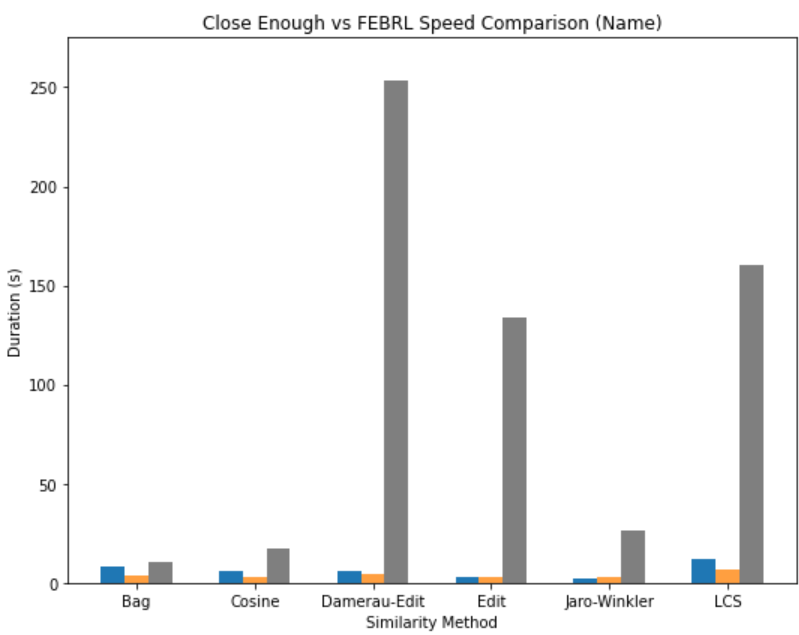 Close Enough vs FEBRL Speed Comparison (Name)
Duration (s)
250
200
150
100
50
0
Bag Cosine Damerau-Edit Edit Jaro-Winkler LCS
Similarity Method